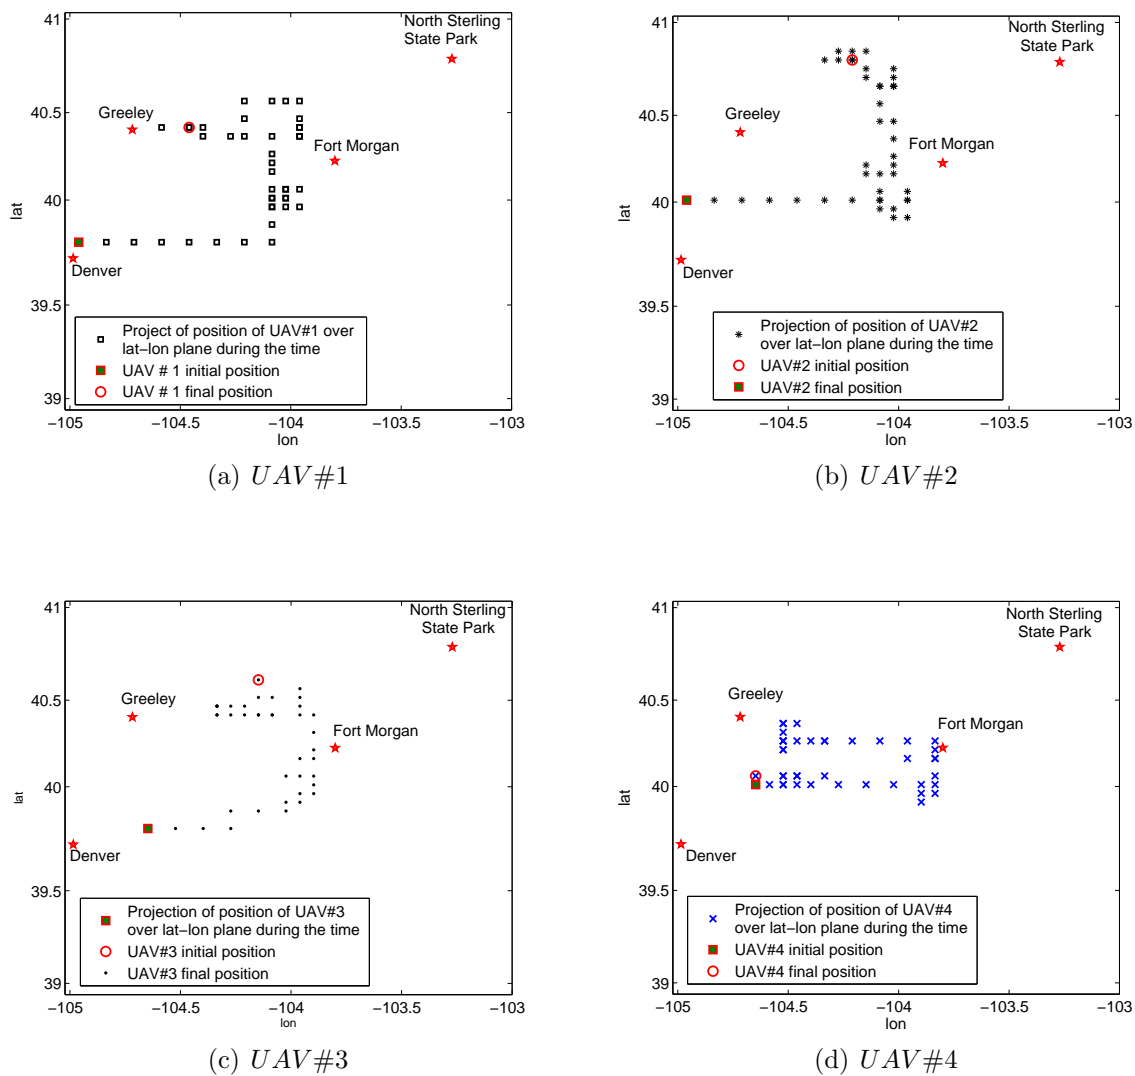 41
40.5
40
39.5
39
lat
North Sterling
State Park
Greeley
Fort Morgan
Denver
Project of position of UAV#1 over
lat−lon plane during the time
UAV # 1 initial position
UAV # 1 final position
−105
−104.5
−104
−103.5
−103
lon
(a) UAV#1
41
40.5
40
39.5
39
lat
North Sterling
State Park
Greeley
Fort Morgan
Denver
Projection of position of UAV#2
over lat−lon plane during the time
UAV#2 initial position
UAV#2 final position
−105
−104.5
−104
−103.5
−103
lon
(b) UAV#2
41
40.5
40
39.5
39
lat
North Sterling
State Park
Greeley
Fort Morgan
Denver
Projection of position of UAV#3
over lat−lon plane during the time
UAV#3 initial position
UAV#3 final position
−105
−104.5
−104
−103.5
−103
lon
(c) UAV#3
41
40.5
40
39.5
39
lat
North Sterling
State Park
Greeley
Fort Morgan
Denver
Projection of position of UAV#4
over lat−lon plane during the time
UAV#4 initial position
UAV#4 final position
−105
−104.5
−104
−103.5
−103
lon
(d) UAV#4